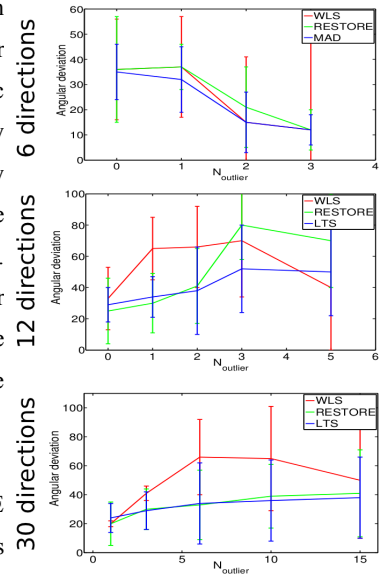 6 directions
Angular deviation
60
50
40
30
20
10
0
WLS
RESTORE
MAD
0 1 2 3 4
N outlier
12 directions
Angular deviation
100
80
60
40
20
0
WLS
RESTORE
LTS
0 1 2 3 4 5 6
N outlier
30 directions
Angular deviation
100
80
60
40
20
0
WLS
RESTORE
LTS
0 5 10 15
N outlier